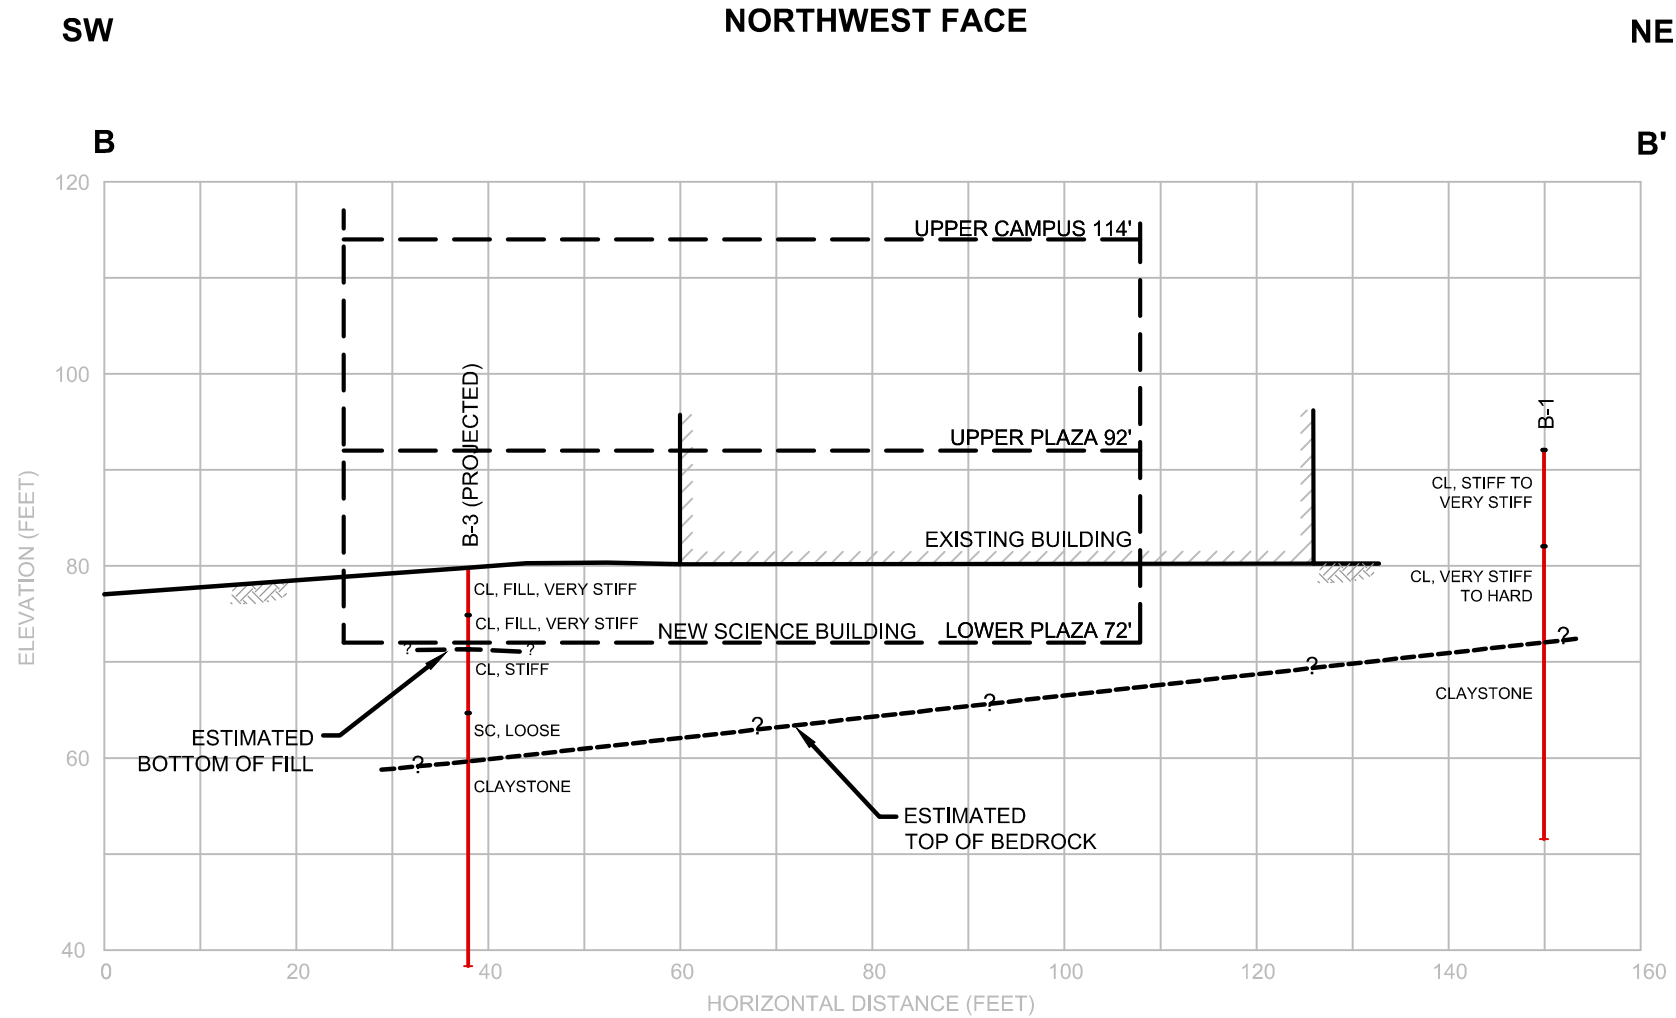 NORTHWEST FACE
SW
NE
B
B'
120
100
80
60
40
ELEVATION (FEET)
UPPER CAMPUS 114'
B-3 (PROJECTED)
UPPER PLAZA 92'
B-1
CL, STIFF TO
VERY STIFF
EXISTING BUILDING
CL, FILL, VERY STIFF
CL, VERY STIFF
TO HARD
CL, FILL, VERY STIFF
NEW SCIENCE BUILDING
LOWER PLAZA 72'
?
?
?
CL, STIFF
?
CLAYSTONE
?
?
SC, LOOSE
ESTIMATED
BOTTOM OF FILL
?
CLAYSTONE
ESTIMATED
TOP OF BEDROCK
0
20
40
60
80
100
120
140
160
HORIZONTAL DISTANCE (FEET)